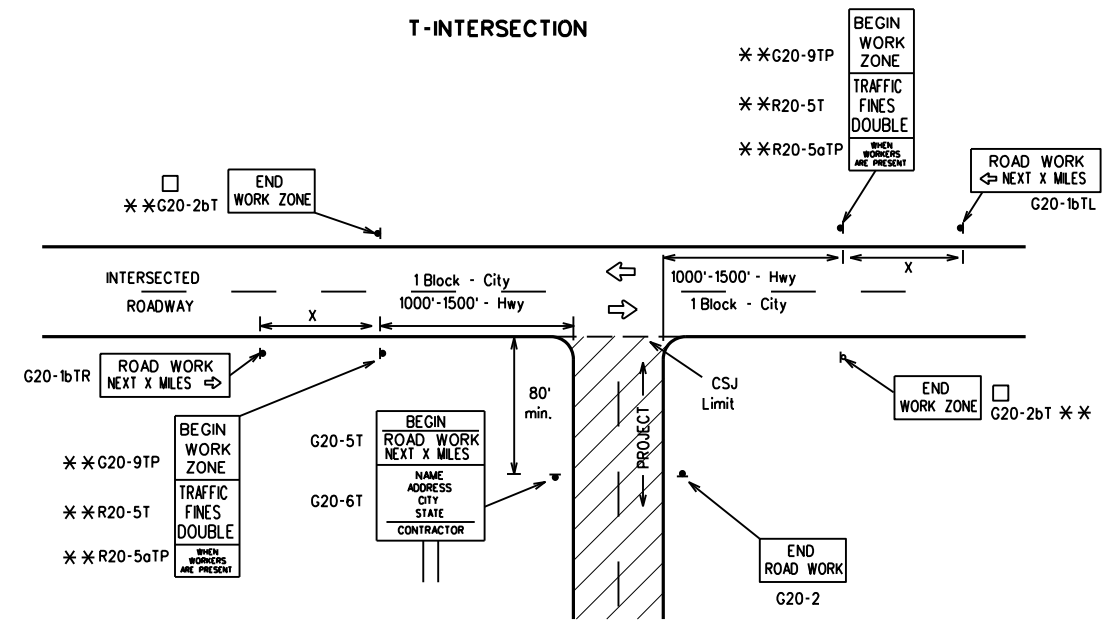 T-INTERSECTION
BEGIN
WORK
ZONE
TRAFFIC
FINES
DOUBLE
WHEN
WORKERS
ARE PRESENT
**G20-9TP
**R20-5T
**R20-5aTP
ROAD WORK
⇦ NEXT X MILES
G20-1bTL
□
**G20-2bT
END
WORK ZONE
INTERSECTED
ROADWAY
1 Block - City
1000'-1500' - Hwy
X
1000'-1500' - Hwy
1 Block - City
X
G20-1bTR
ROAD WORK
NEXT X MILES ⇨
80'
min.
PROJECT
CSJ
Limit
END
WORK ZONE
□
G20-2bT **
BEGIN
WORK
ZONE
TRAFFIC
FINES
DOUBLE
WHEN
WORKERS
ARE PRESENT
**G20-9TP
**R20-5T
**R20-5aTP
G20-5T
BEGIN
ROAD WORK
NEXT X MILES
G20-6T
NAME
ADDRESS
CITY
STATE
CONTRACTOR
END
ROAD WORK
G20-2